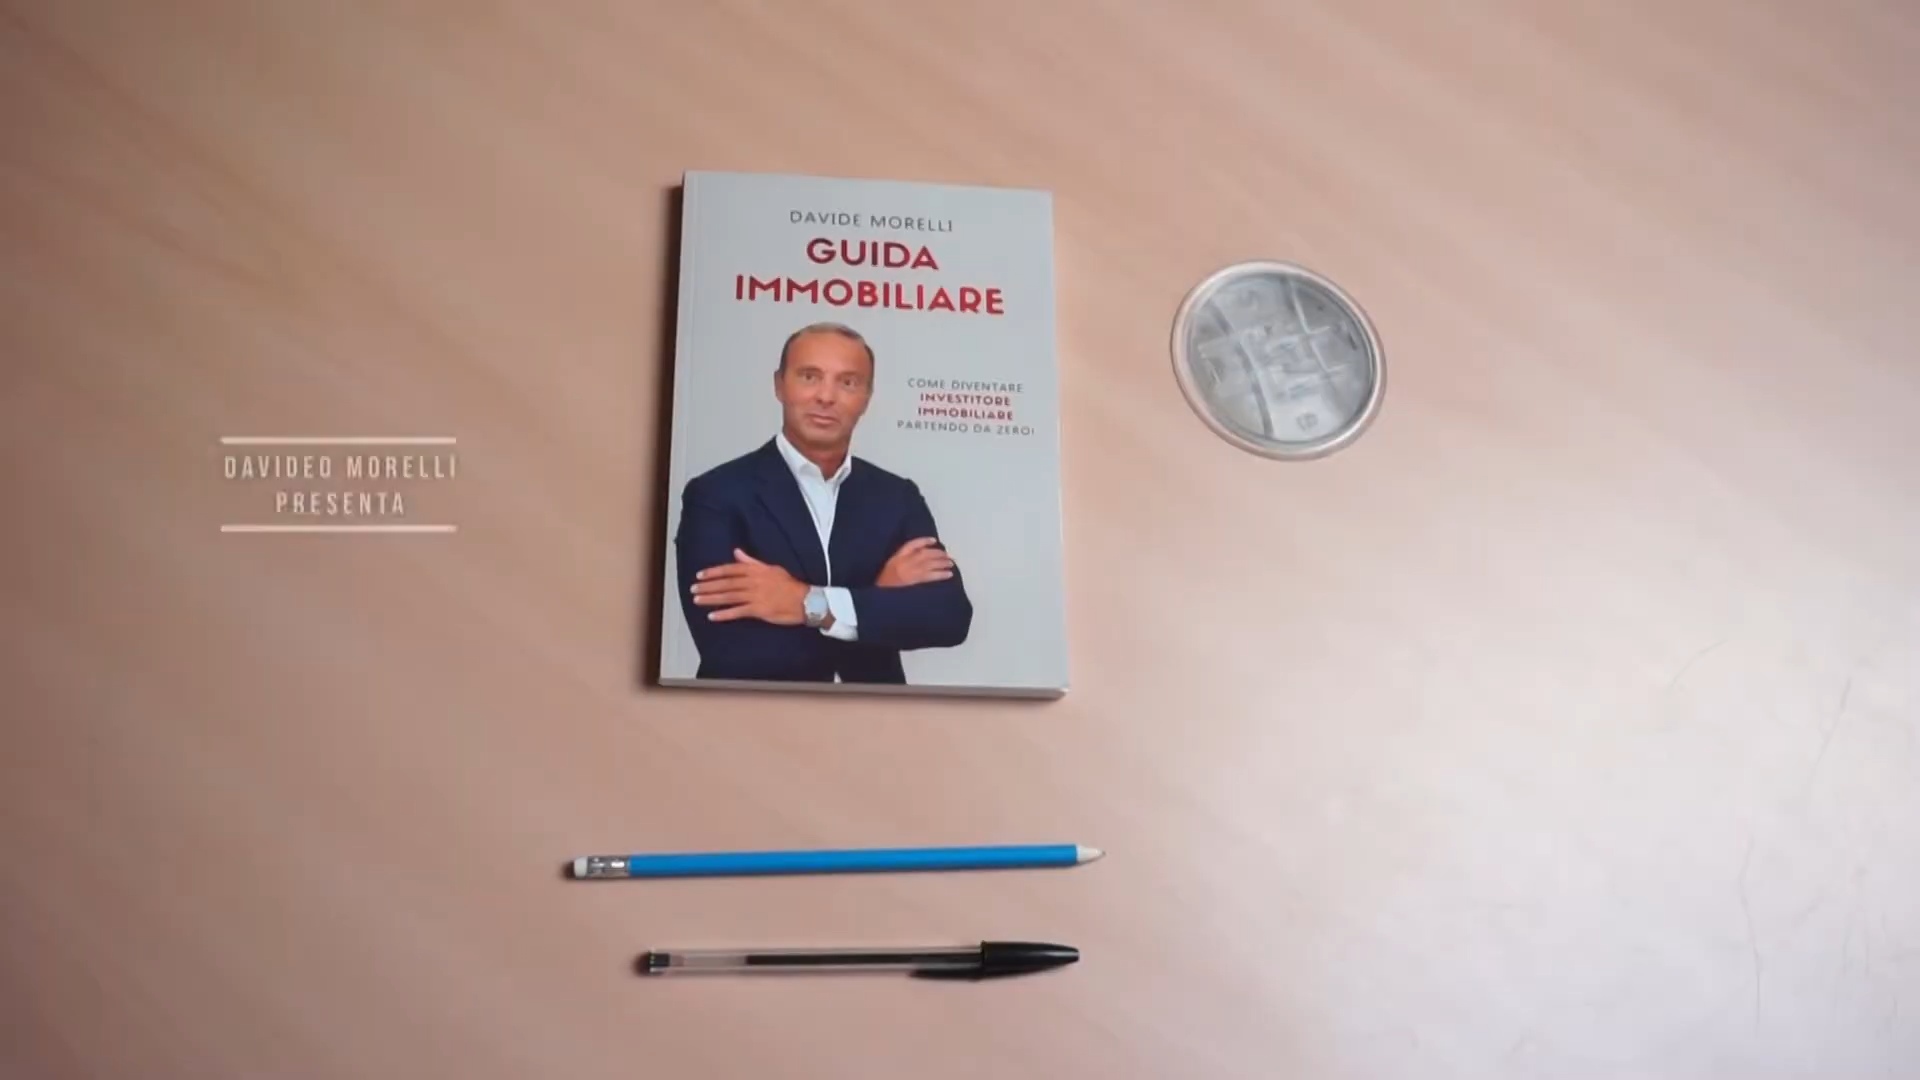 DAVIDEO MORELLI
PRESENTA
DAVIDE MORELLI
GUIDA
IMMOBILIARE
COME DIVENTARE
INVESTITORE
IMMOBILIARE
PARTENDO DA ZERO!